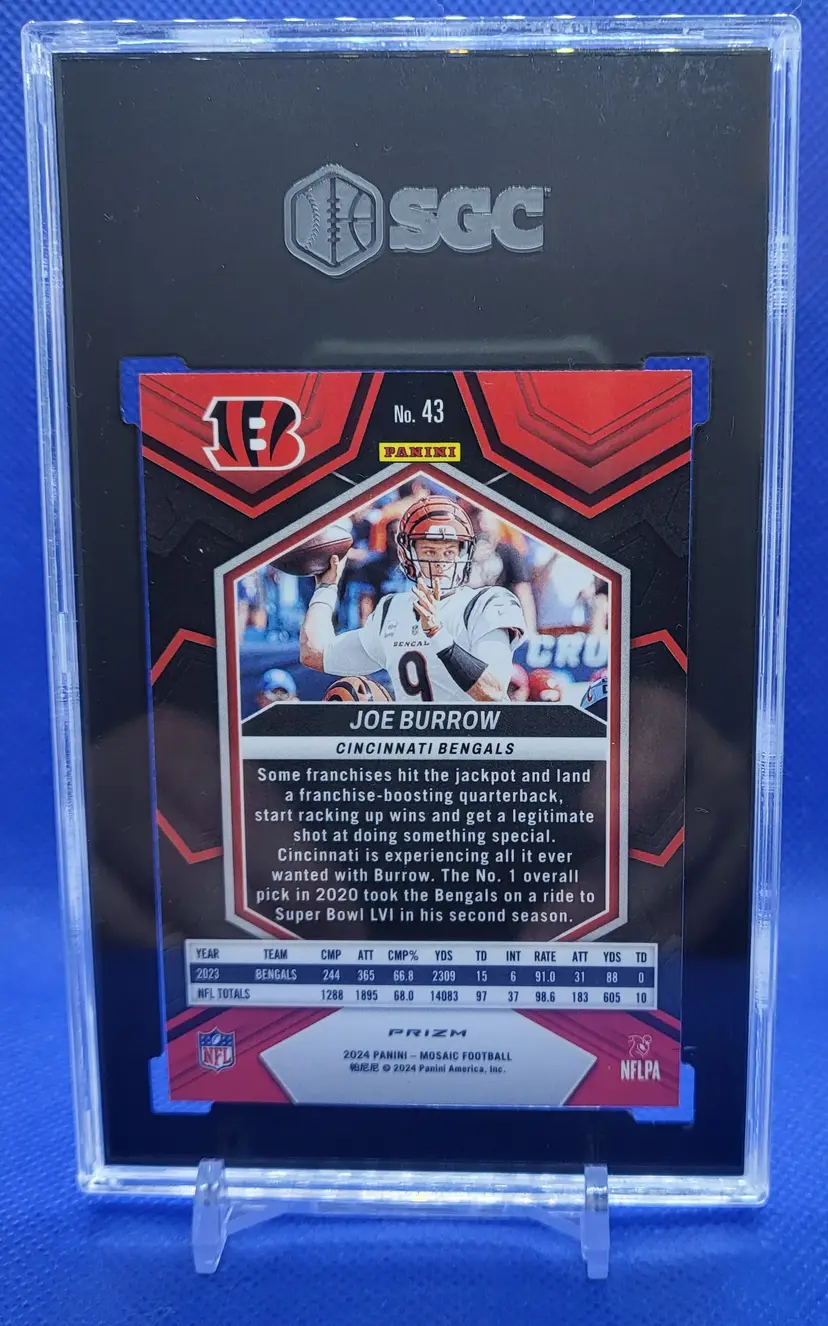 SGC
No. 43
PANINI
BENGAL
9
9
CRU
JOE BURROW
CINCINNATI BENGALS
Some franchises hit the jackpot and land
a franchise-boosting quarterback,
start racking up wins and get a legitimate
shot at doing something special.
Cincinnati is experiencing all it ever
wanted with Burrow. The No. 1 overall
pick in 2020 took the Bengals on a ride to
Super Bowl LVI in his second season.
YEAR TEAM CMP ATT CMP% YDS TD INT RATE ATT YDS TD
2023 BENGALS 244 365 66.8 2309 15 6 91.0 31 88 0
NFL TOTALS 1288 1895 68.0 14083 97 37 98.6 183 605 10
PRIZM
NFL
2024 PANINI – MOSAIC FOOTBALL
帕尼尼 © 2024 Panini America, Inc.
NFLPA